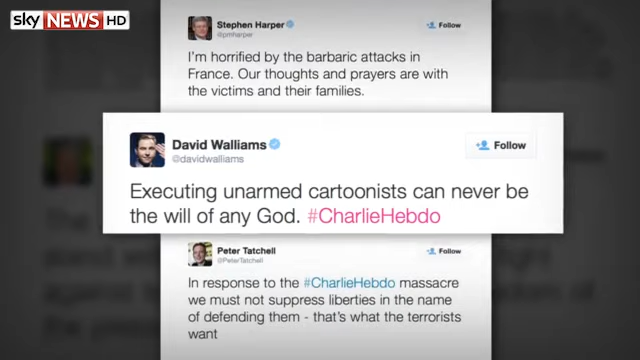 sky NEWS HD
Stephen Harper
@pmharper
Follow
I'm horrified by the barbaric attacks in
France. Our thoughts and prayers are with
the victims and their families.
David Walliams
@davidwalliams
Follow
Executing unarmed cartoonists can never be
the will of any God. #CharlieHebdo
Peter Tatchell
@PeterTatchell
Follow
In response to the #CharlieHebdo massacre
we must not suppress liberties in the name
of defending them - that's what the terrorists
want